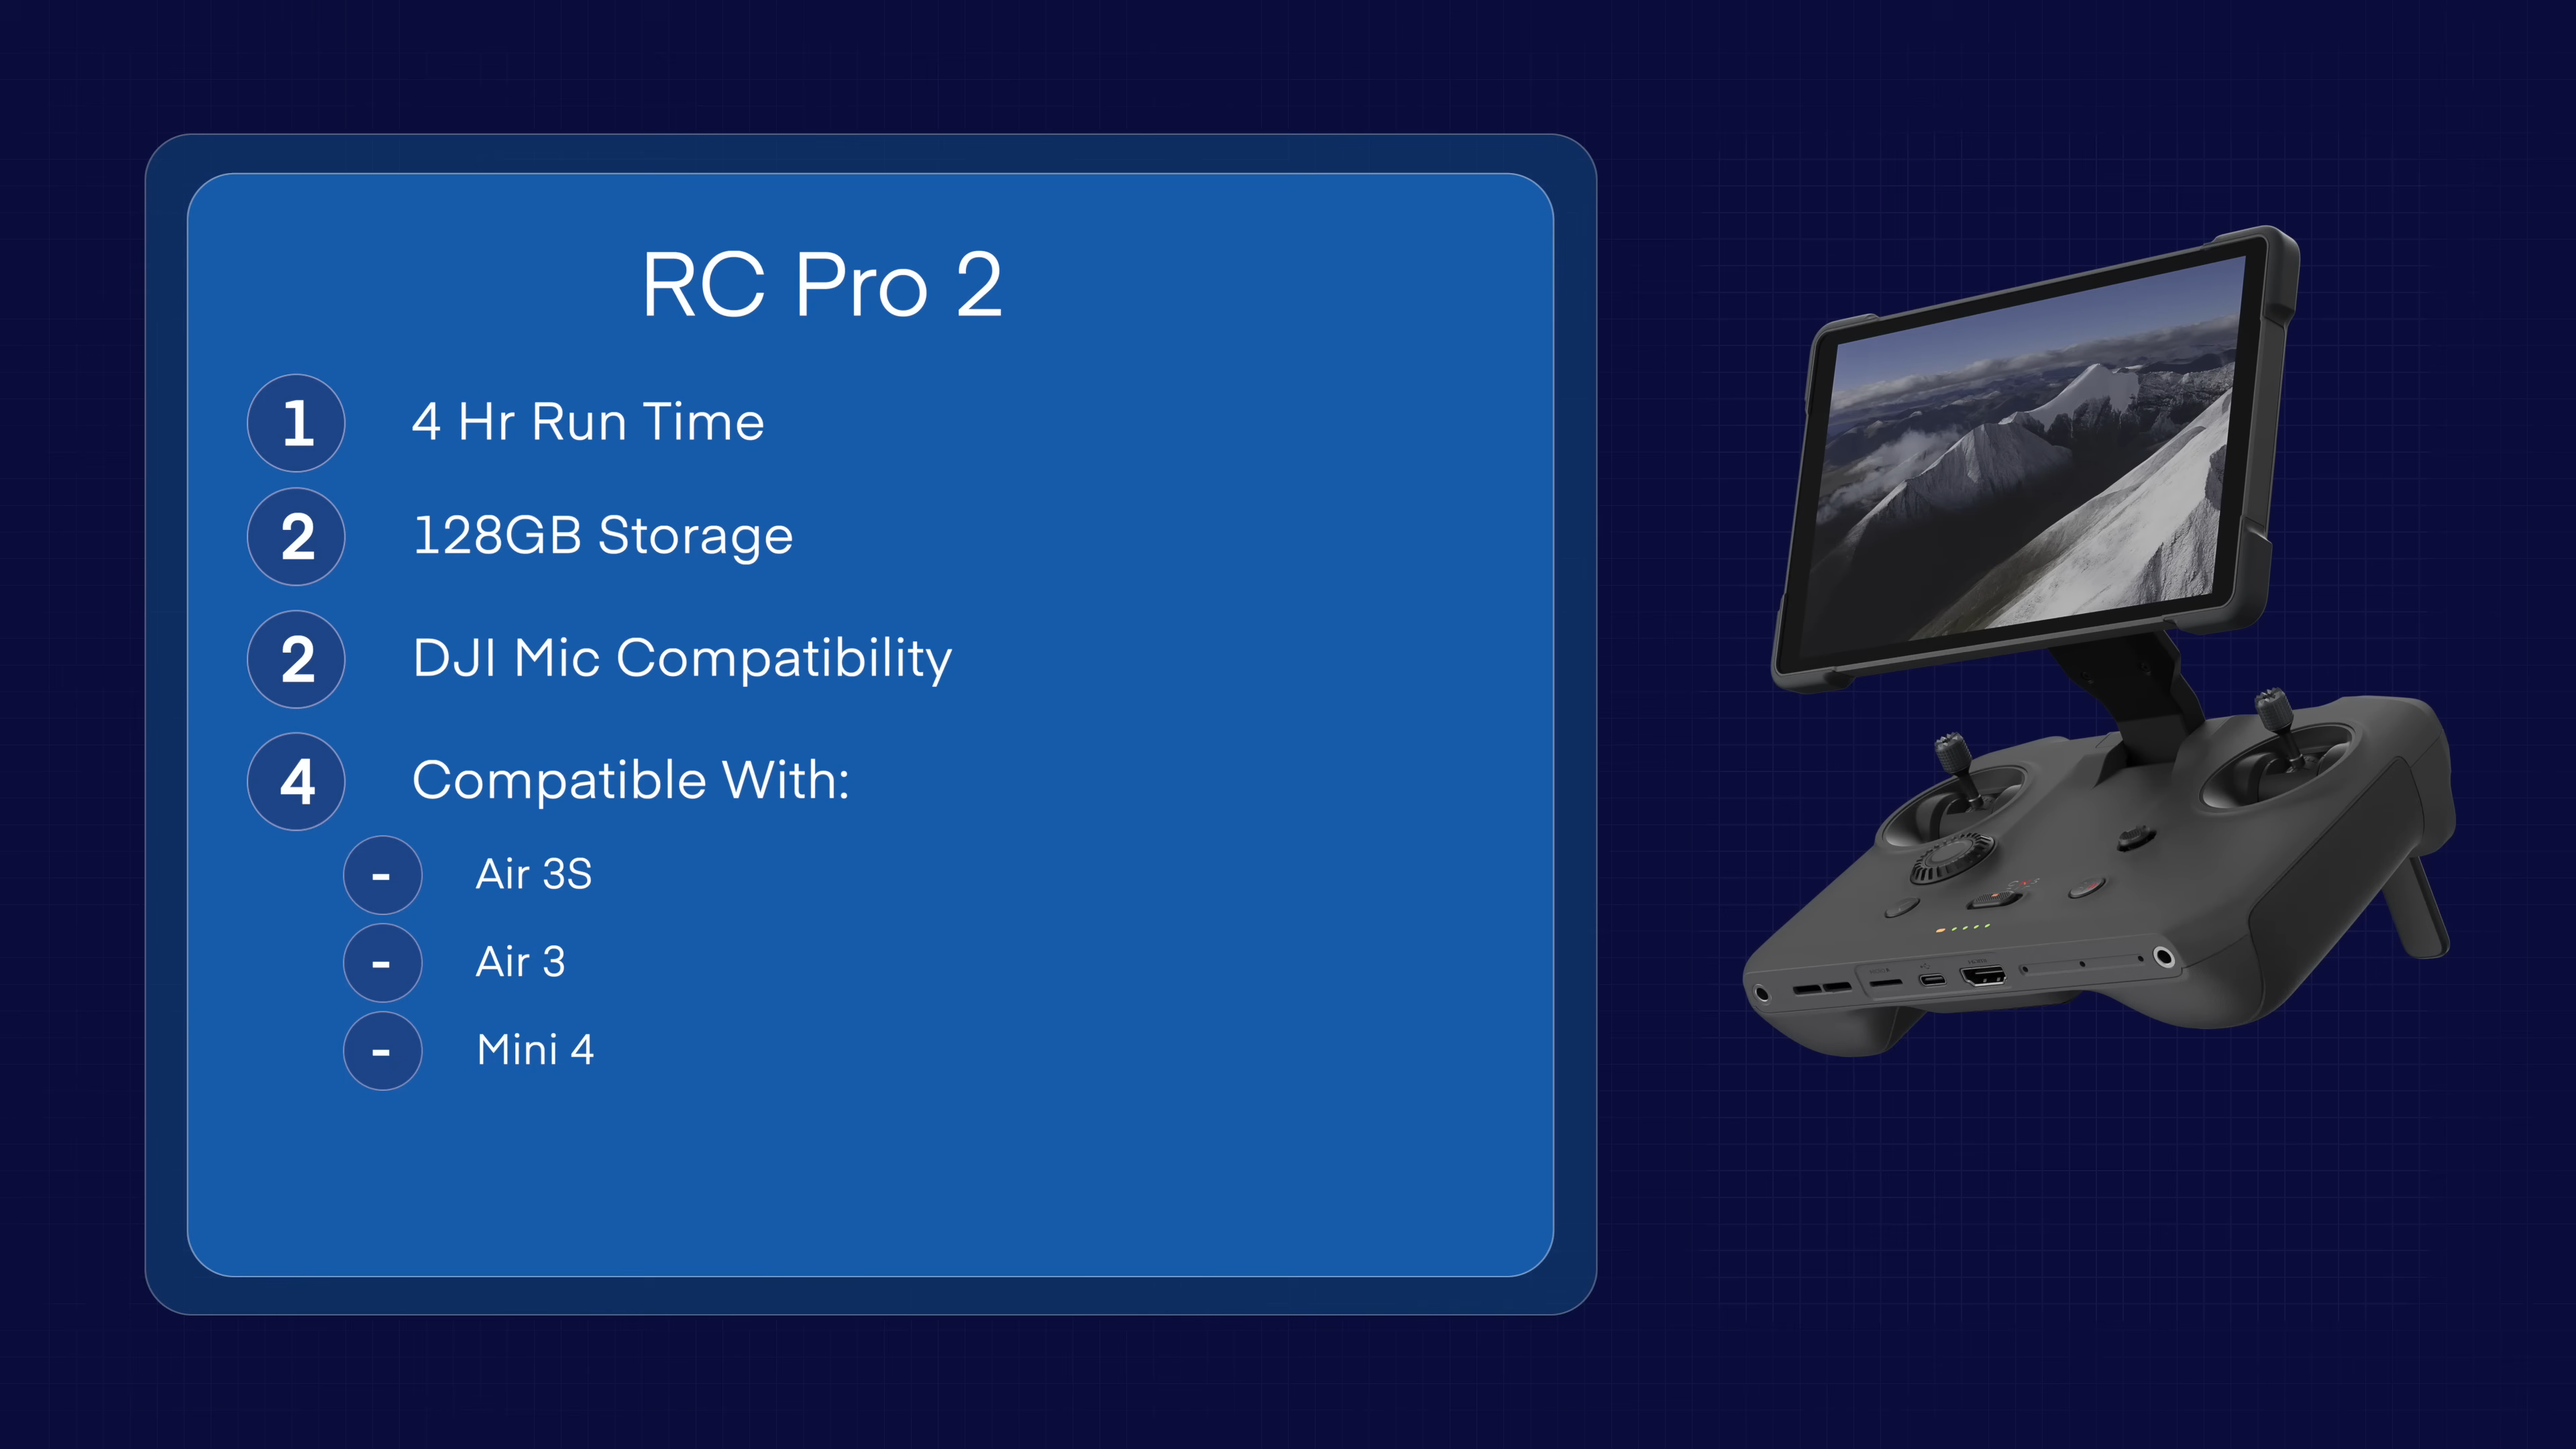 RC Pro 2
1 4 Hr Run Time
2 128GB Storage
2 DJI Mic Compatibility
4 Compatible With:
- Air 3S
- Air 3
- Mini 4